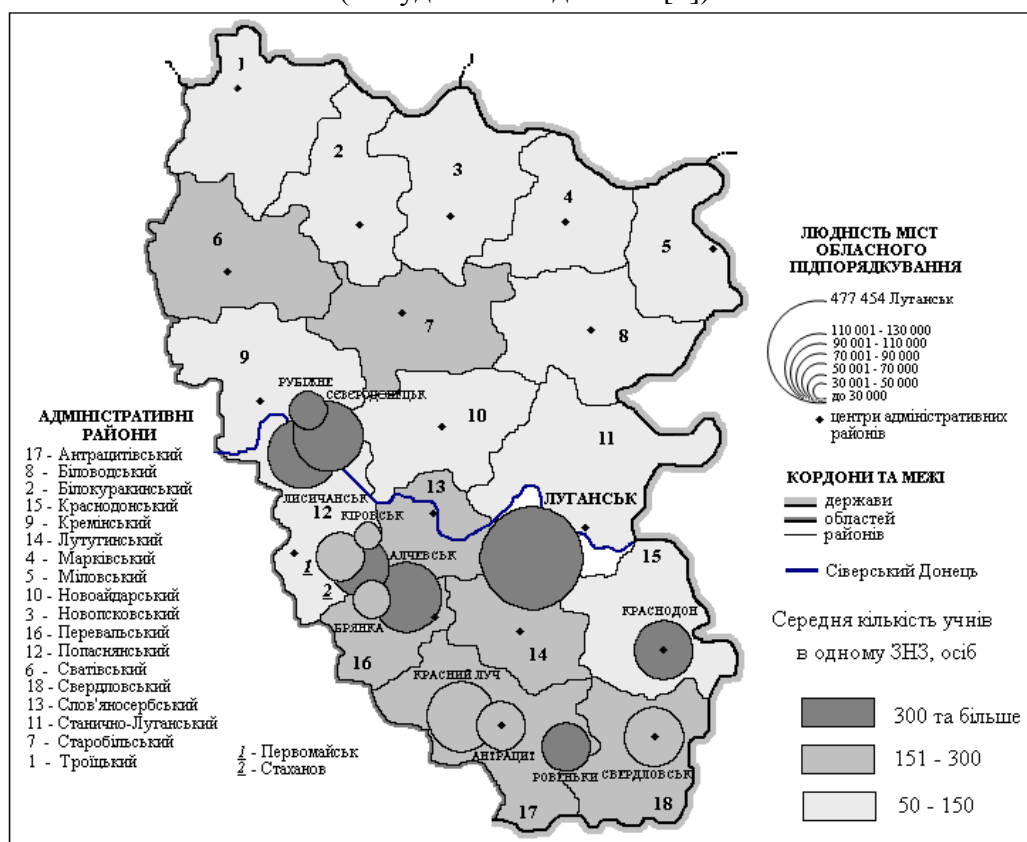 1
2
3
4
5
6
7
8
9
РУБІЖНЕ
СЄВЄРОДОНЕЦЬК
10
11
ЛИСИЧАНСЬК
12
13
КІРОВСЬК
ЛУГАНСЬК
АЛЧЕВСЬК
1
2
БРЯНКА
15
КРАСНОДОН
14
16
КРАСНИЙ ЛУЧ
АНТРАЦИТ
РОВЕНЬКИ
СВЕРДЛОВСЬК
17
18
АДМІНІСТРАТИВНІ
РАЙОНИ
17 - Антрацитівський
8 - Біловодський
2 - Білокуракинський
15 - Краснодонський
9 - Кремінський
14 - Лутугинський
4 - Марківський
5 - Міловський
10 - Новоайдарський
3 - Новопсковський
16 - Перевальський
12 - Попаснянський
6 - Сватівський
18 - Свердловський
13 - Слов'яносербський
11 - Станично-Луганський
7 - Старобільський
1 - Троїцький
1 - Первомайськ
2 - Стаханов
ЛЮДНІСТЬ МІСТ
ОБЛАСНОГО
ПІДПОРЯДКУВАННЯ
477 454 Луганськ
110 001 - 130 000
90 001 - 110 000
70 001 - 90 000
50 001 - 70 000
30 001 - 50 000
до 30 000
центри адміністративних
районів
КОРДОНИ ТА МЕЖІ
держави
областей
районів
Сіверський Донець
Середня кількість учнів
в одному ЗНЗ, осіб
300 та більше
151 - 300
50 - 150